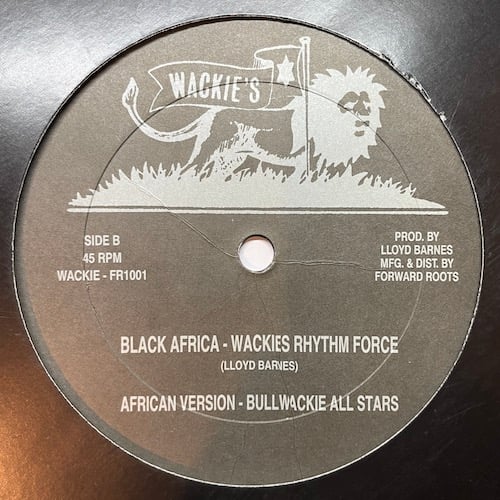 WACKIE'S
SIDE B
45 RPM
WACKIE - FR1001
PROD. BY
LLOYD BARNES
MFG. & DIST. BY
FORWARD ROOTS
BLACK AFRICA - WACKIES RHYTHM FORCE
(LLOYD BARNES)
AFRICAN VERSION - BULLWACKIE ALL STARS